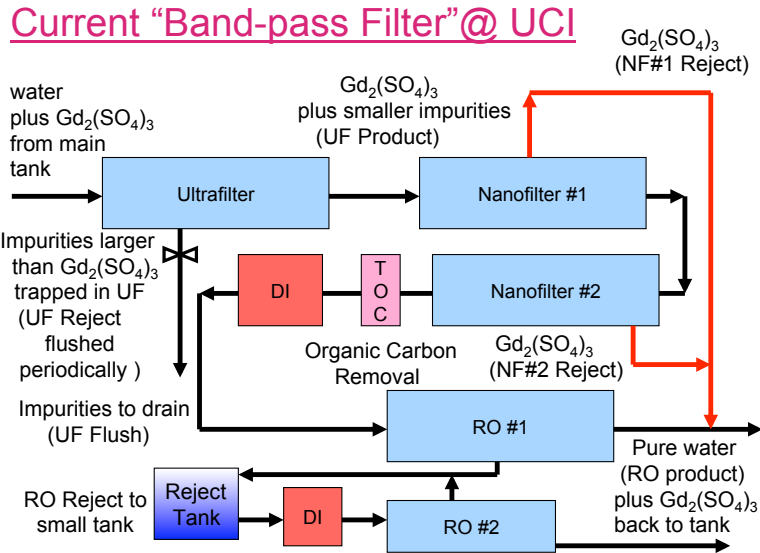 Current “Band-pass Filter”@ UCI
Gd2(SO4)3
(NF#1 Reject)
water
plus Gd2(SO4)3
from main
tank
Gd2(SO4)3
plus smaller impurities
(UF Product)
Ultrafilter
Nanofilter #1
Impurities larger
than Gd2(SO4)3
trapped in UF
(UF Reject
flushed
periodically )
DI
T
O
C
Nanofilter #2
Organic Carbon
Removal
Gd2(SO4)3
(NF#2 Reject)
Impurities to drain
(UF Flush)
RO #1
Pure water
(RO product)
plus Gd2(SO4)3
back to tank
RO Reject to
small tank
Reject
Tank
DI
RO #2